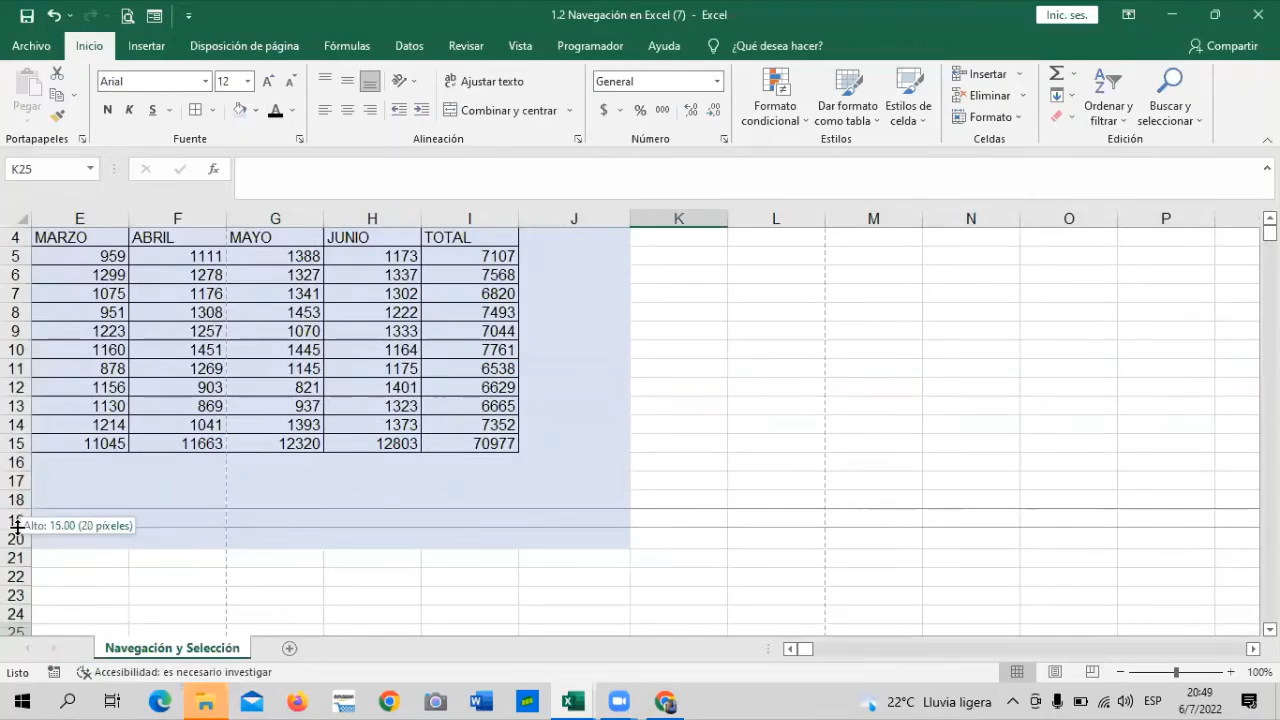 1.2 Navegación en Excel (7) - Excel
Inic. ses.
Archivo Inicio Insertar Disposición de página Fórmulas Datos Revisar Vista Programador Ayuda ¿Qué desea hacer? Compartir
Pegar
Arial 12
N K S
Ajustar texto
Combinar y centrar
General
$ % 000
Formato condicional
Dar formato como tabla
Estilos de celda
Insertar
Eliminar
Formato
Ordenar y filtrar
Buscar y seleccionar
Portapapeles Fuente Alineación Número Estilos Celdas Edición
K25 fx
E F G H I J K L M N O P
4 MARZO ABRIL MAYO JUNIO TOTAL
5 959 1111 1388 1173 7107
6 1299 1278 1327 1337 7568
7 1075 1176 1341 1302 6820
8 951 1308 1453 1222 7493
9 1223 1257 1070 1333 7044
10 1160 1451 1445 1164 7761
11 878 1269 1145 1175 6538
12 1156 903 821 1401 6629
13 1130 869 937 1323 6665
14 1214 1041 1393 1373 7352
15 11045 11663 12320 12803 70977
16
17
18
19 Alto: 15.00 (20 píxeles)
20
21
22
23
24
25
Navegación y Selección
Listo Accesibilidad: es necesario investigar 100%
22°C Lluvia ligera ESP 20:49
6/7/2022